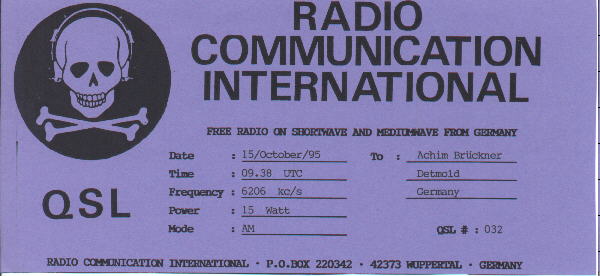 RADIO
COMMUNICATION
INTERNATIONAL
FREE RADIO ON SHORTWAVE AND MEDIUMWAVE FROM GERMANY
Date : 15/October/95 To : Achim Brückner
Time : 09.38 UTC Detmold
Frequency : 6206 kc/s Germany
Power : 15 Watt
Mode : AM QSL # : 032
QSL
RADIO COMMUNICATION INTERNATIONAL · P.O.BOX 220342 · 42373 WUPPERTAL · GERMANY